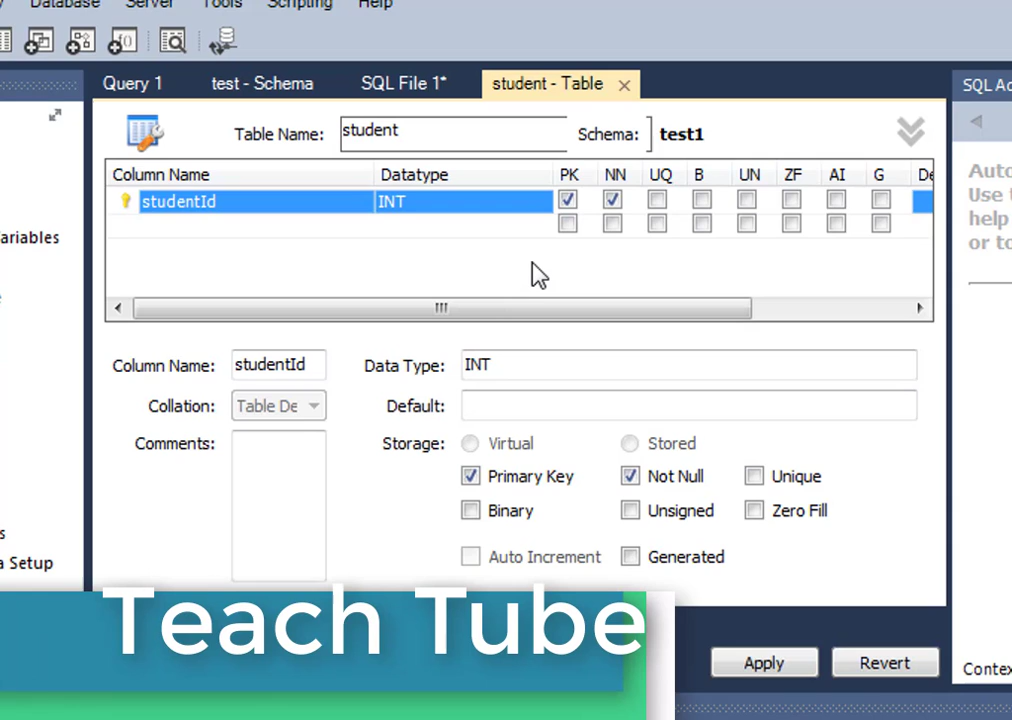 Database Server Tools Scripting Help
Query 1 test - Schema SQL File 1* student - Table
Table Name: student Schema: test1
Column Name Datatype PK NN UQ B UN ZF AI G
studentId INT
Column Name: studentId Data Type: INT
Collation: Table De Default:
Comments: Storage: Virtual Stored
Primary Key Not Null Unique
Binary Unsigned Zero Fill
Auto Increment Generated
Apply Revert
Setup
SQL
Use
help
or
Teach Tube